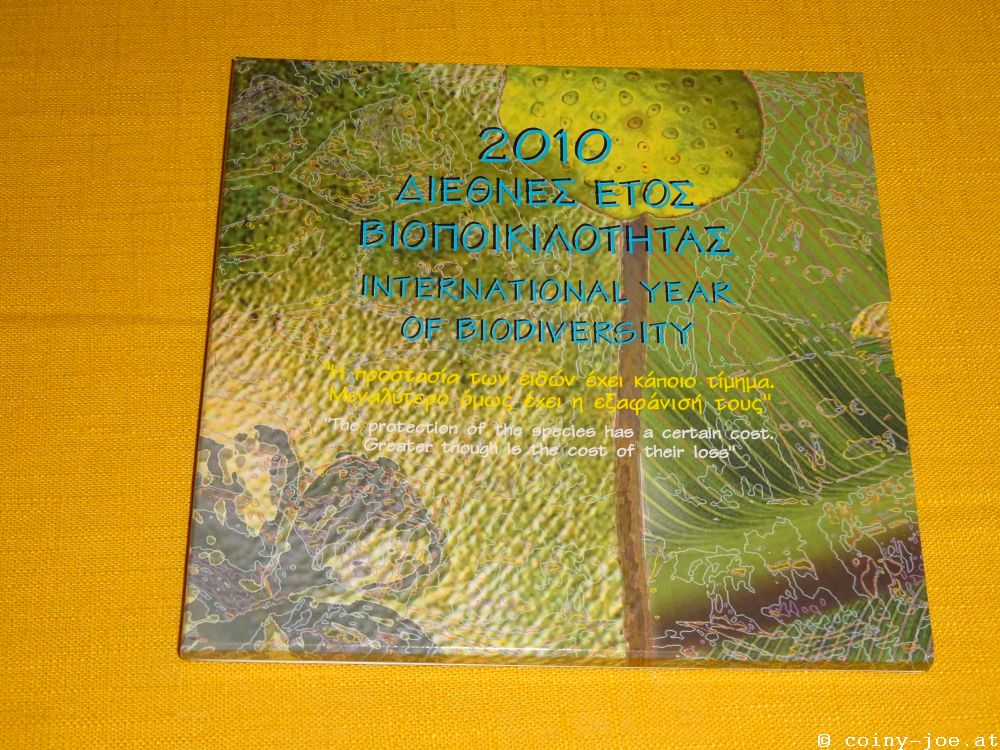 2010
ΔΙΕΘΝΕΣ ΕΤΟΣ
ΒΙΟΠΟΙΚΙΛΟΤΗΤΑΣ
INTERNATIONAL YEAR
OF BIODIVERSITY
"Η προστασία των ειδών έχει κάποιο τίμημα.
Μεγαλύτερο όμως έχει η εξαφάνισή τους"
"The protection of the species has a certain cost.
Greater though is the cost of their loss"
© coiny-joe.at